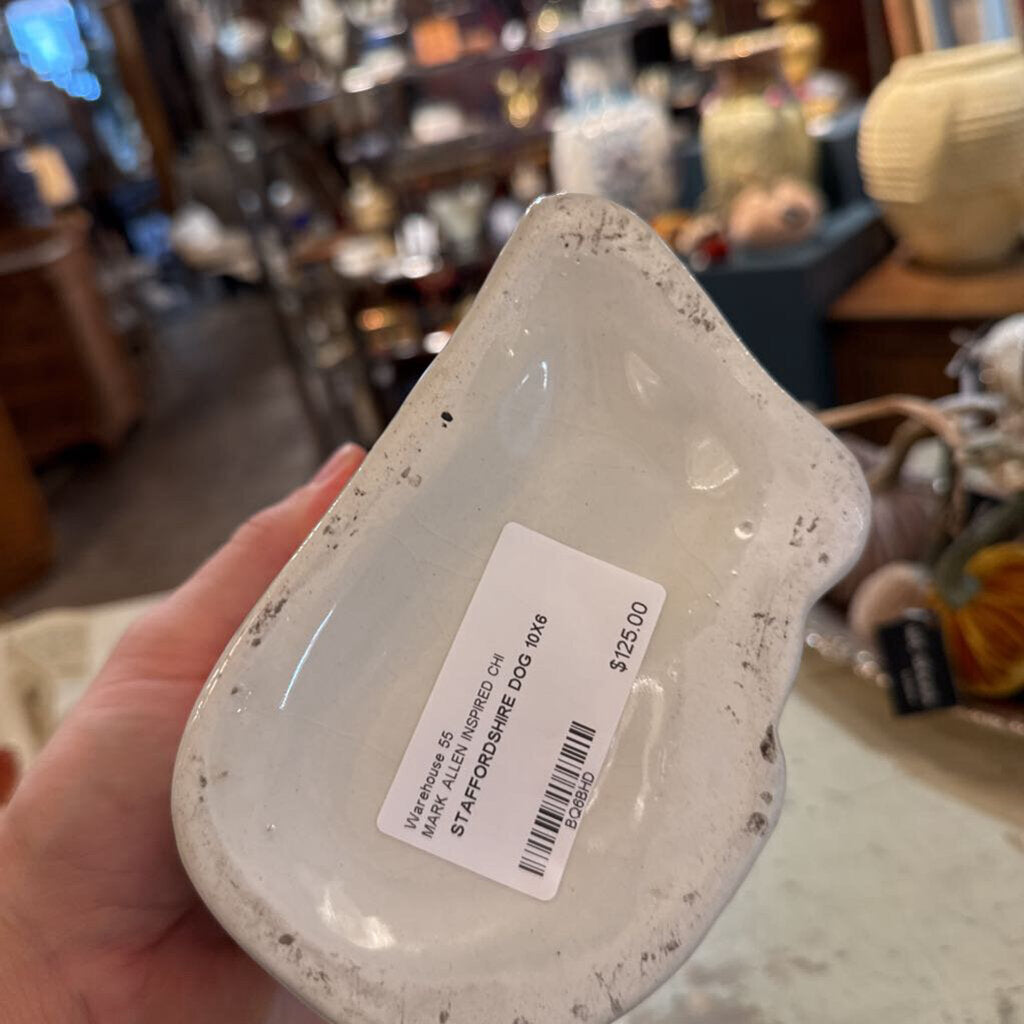 Warehouse 55
MARK ALLEN INSPIRED CHI
STAFFORDSHIRE DOG 10X6
$125.00
BQ6BHD